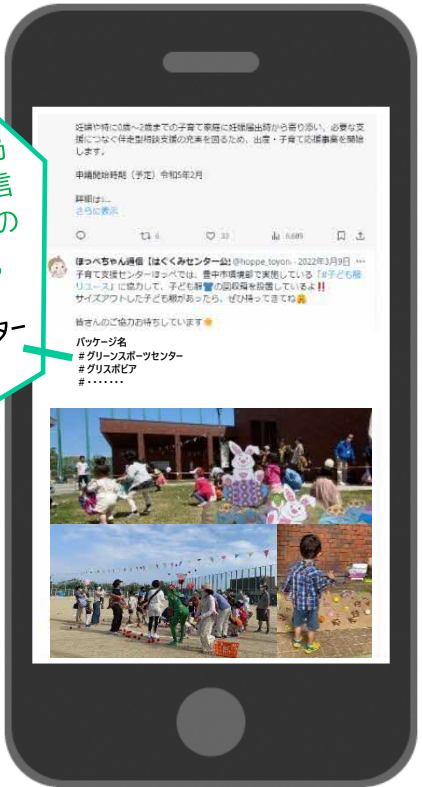 妊婦や特に0歳～2歳までの子育て家庭に妊娠届出時から寄り添い、必要な支
援につなぐ伴走型相談支援の充実を図るため、出産・子育て応援事業を開始
します。
申請開始時期（予定）令和5年2月
詳細は↓...
さらに表示
6 33 6,689
ほっぺちゃん通信【はぐくみセンター公 @hoppe_toyon · 2022年3月9日 ...
子育て支援センターほっぺでは、豊中市環境部で実施している「#子ども服
リユース」に協力して、子ども服👕の回収箱を設置しているよ‼
サイズアウトした子ども服があったら、ぜひ持ってきてね🤗
皆さんのご協力お待ちしています☀
パッケージ名
＃グリーンスポーツセンター
＃グリスポピア
＃・・・・・・・
信
の
ター